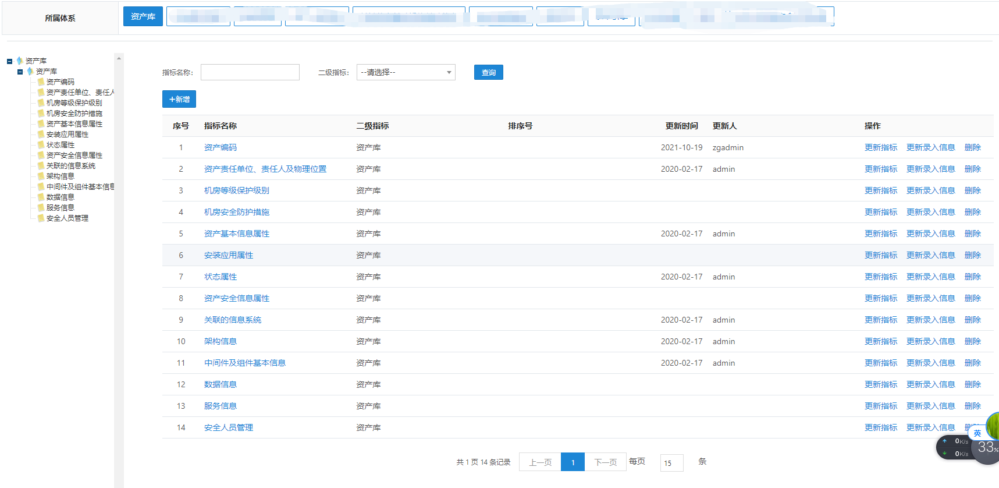 所属体系
资产库
资产库
资产库
资产编码
资产责任单位、责任人
机房等级保护级别
机房安全防护措施
资产基本信息属性
安装应用属性
状态属性
资产安全信息属性
关联的信息系统
架构信息
中间件及组件基本信息
数据信息
服务信息
安全人员管理
指标名称: 二级指标: --请选择-- 查询
+新增
序号 指标名称 二级指标 排序号 更新时间 更新人 操作
1 资产编码 资产库 2021-10-19 zgadmin 更新指标 更新录入信息 删除
2 资产责任单位、责任人及物理位置 资产库 2020-02-17 admin 更新指标 更新录入信息 删除
3 机房等级保护级别 资产库 更新指标 更新录入信息 删除
4 机房安全防护措施 资产库 更新指标 更新录入信息 删除
5 资产基本信息属性 资产库 2020-02-17 admin 更新指标 更新录入信息 删除
6 安装应用属性 资产库 更新指标 更新录入信息 删除
7 状态属性 资产库 2020-02-17 admin 更新指标 更新录入信息 删除
8 资产安全信息属性 资产库 更新指标 更新录入信息 删除
9 关联的信息系统 资产库 2020-02-17 admin 更新指标 更新录入信息 删除
10 架构信息 资产库 2020-02-17 admin 更新指标 更新录入信息 删除
11 中间件及组件基本信息 资产库 2020-02-17 admin 更新指标 更新录入信息 删除
12 数据信息 资产库 更新指标 更新录入信息 删除
13 服务信息 资产库 更新指标 更新录入信息 删除
14 安全人员管理 资产库 更新指标 更新录入信息
英
0K/s
0K/s
33%
共 1 页 14 条记录 上一页 1 下一页 每页 15 条